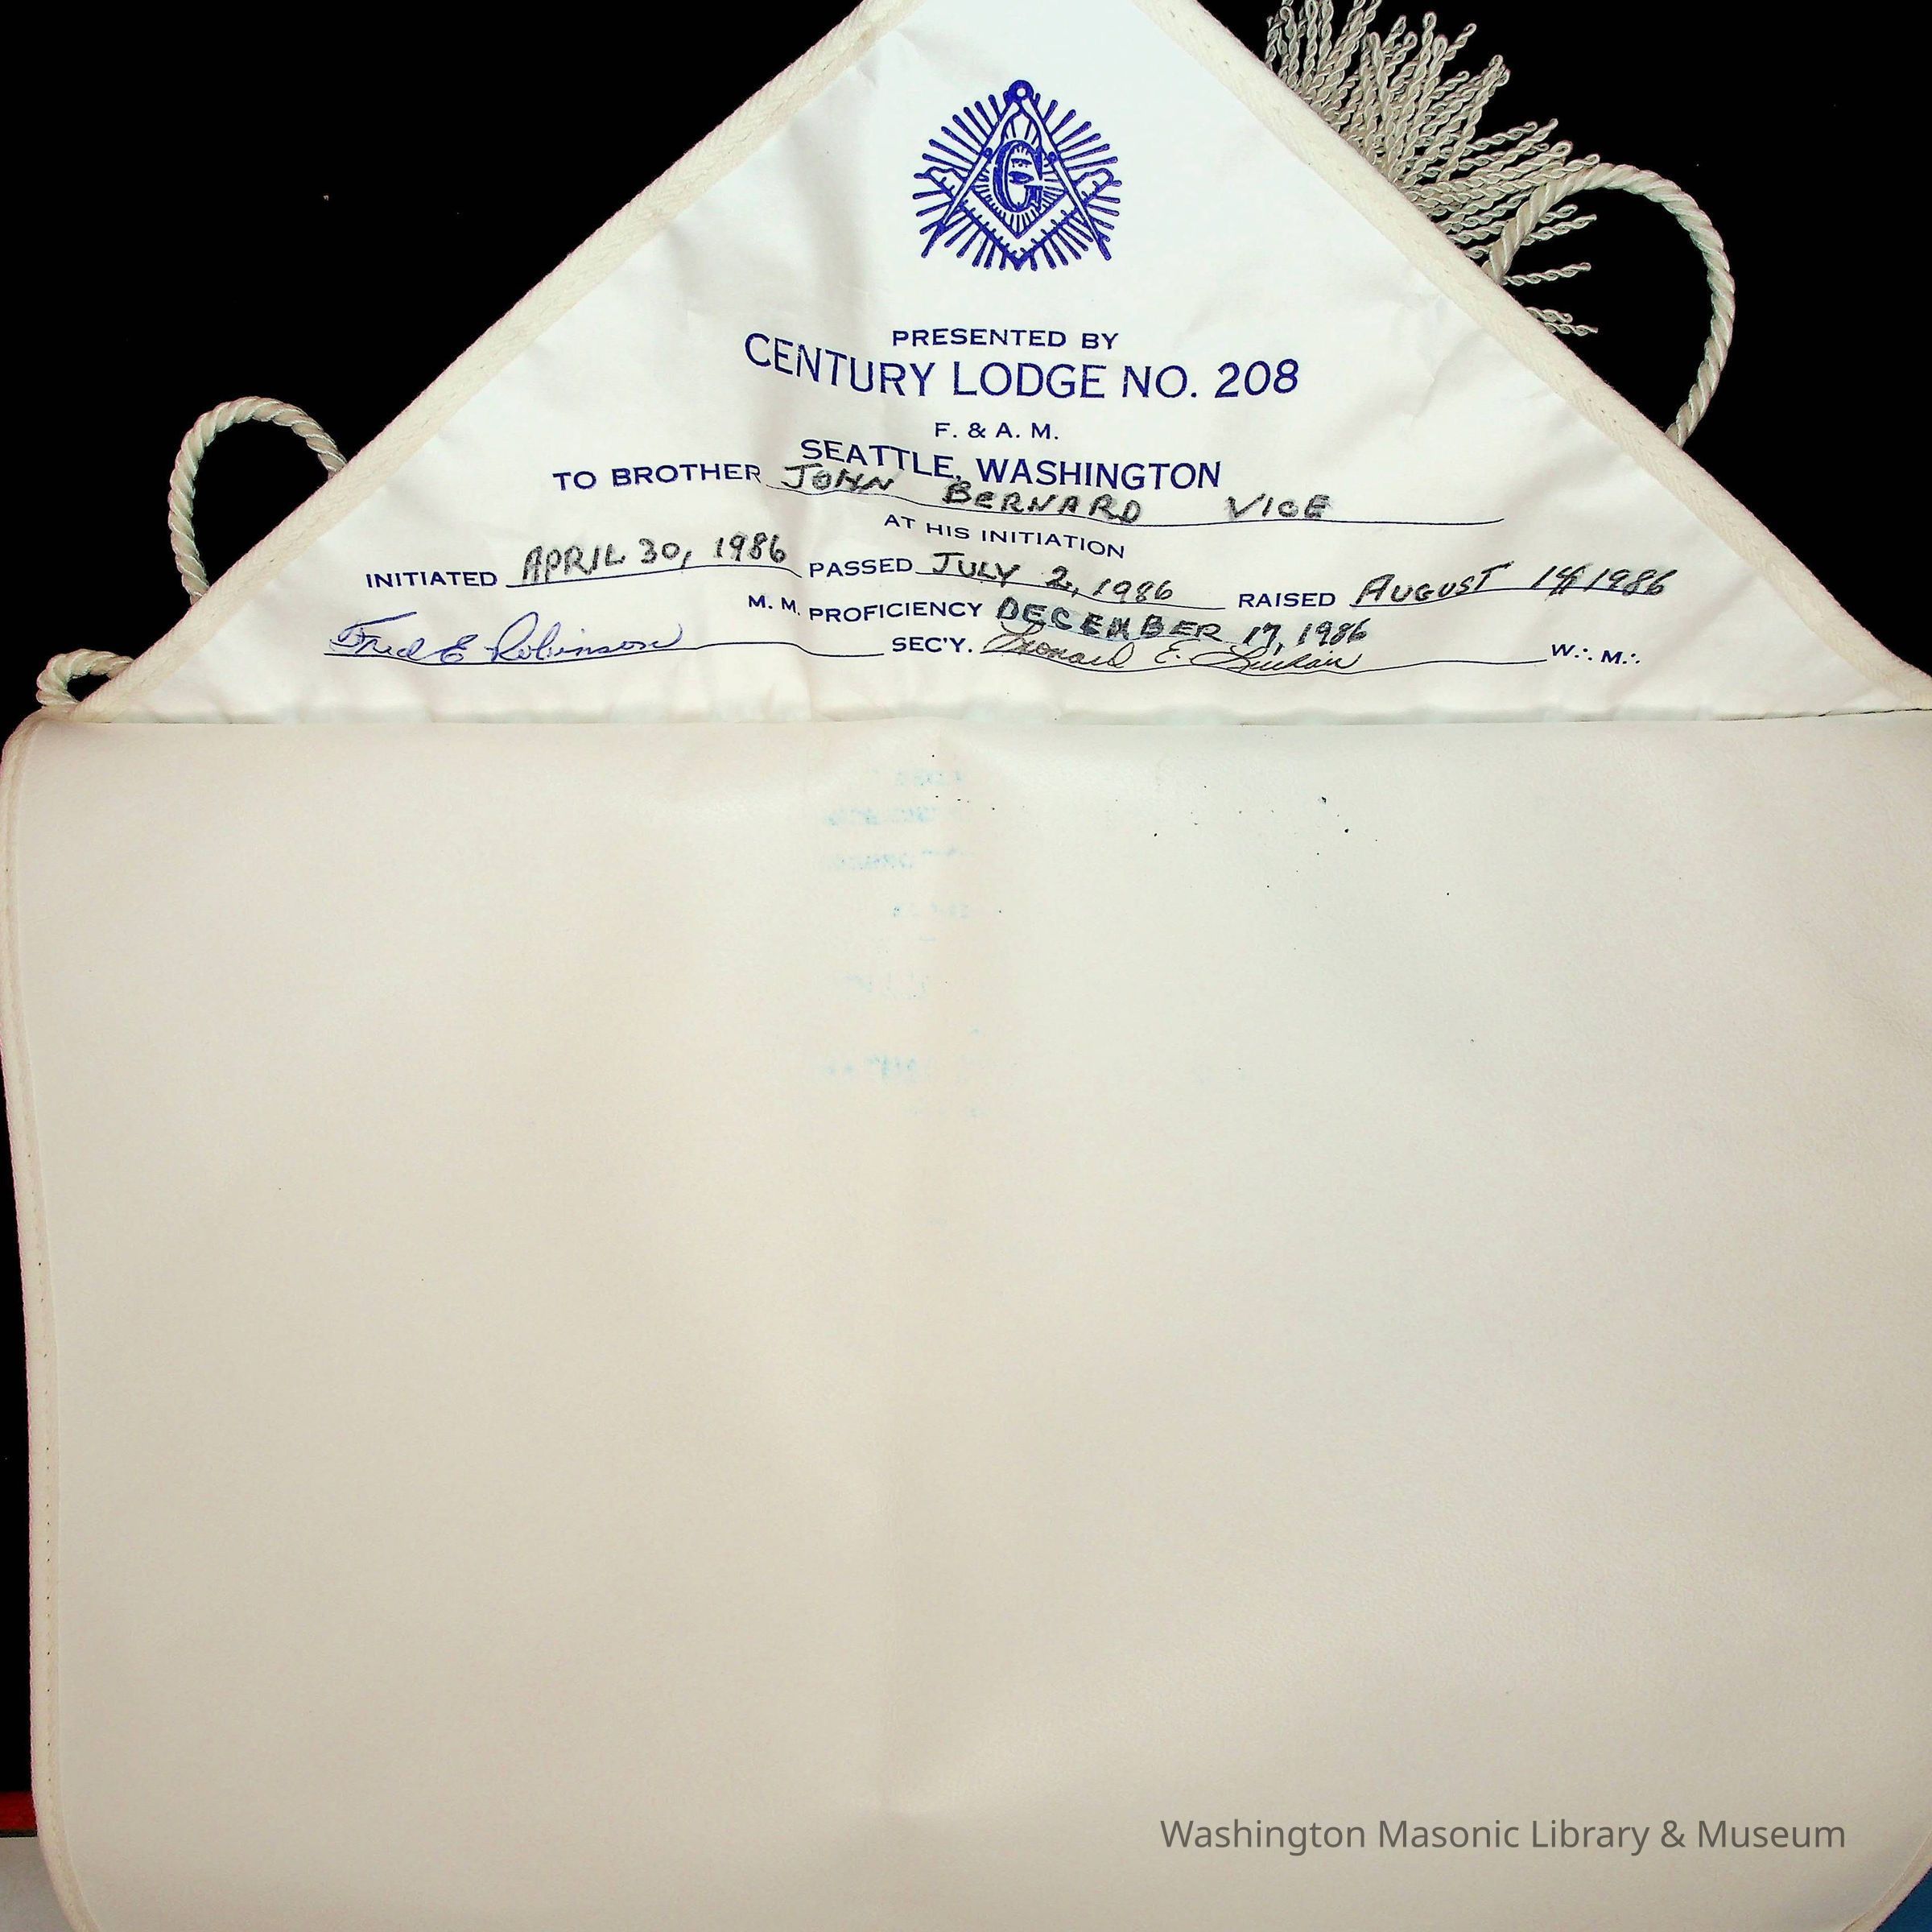 G
PRESENTED BY
CENTURY LODGE NO. 208
F. & A. M.
SEATTLE, WASHINGTON
TO BROTHER JOHN BERNARD VICE
AT HIS INITIATION
INITIATED APRIL 30, 1986 PASSED JULY 2, 1986 RAISED AUGUST 14, 1986
M. M. PROFICIENCY DECEMBER 17, 1986
Fred E Robinson SEC'Y. E. W∴ M∴
Washington Masonic Library & Museum